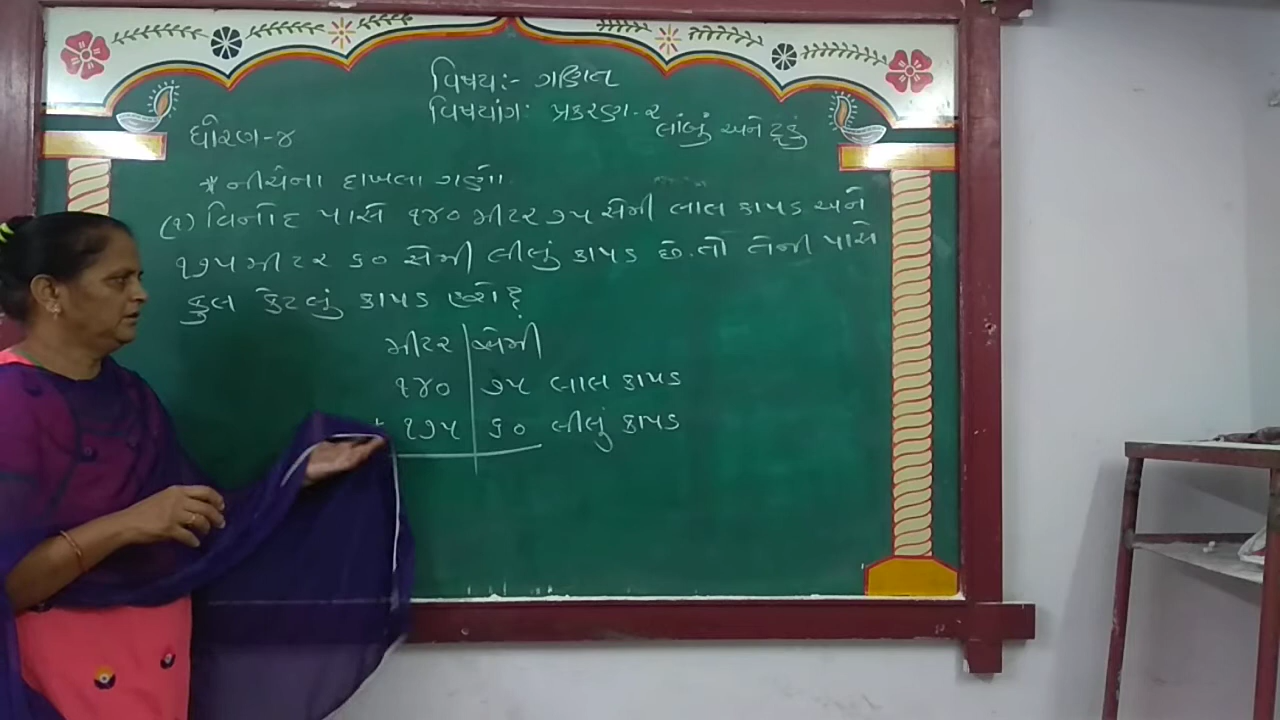 વિષયઃ- ગણિત
વિષયાંગઃ પ્રકરણ-૨
લાંબું અને ટૂકું
ધોરણ-૪
* નીચેના દાખલા ગણો.
(૧) વિનોદ પાસે ૧૪૦ મીટર ૭૫ સેમી લાલ કાપડ અને
૧૭૫ મીટર ૬૦ સેમી લીલું કાપડ છે. તો તેની પાસે
કુલ કેટલું કાપડ હશે?
મીટર | સેમી
૧૪૦ | ૭૫ લાલ કાપડ
+ ૧૭૫ | ૬૦ લીલું કાપડ